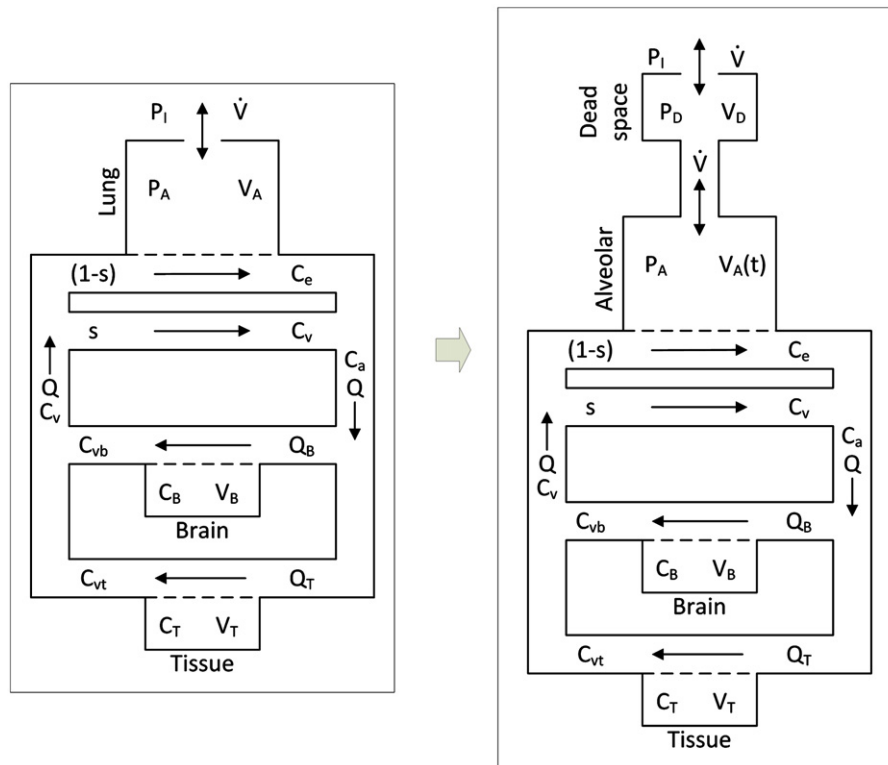 P_I V̇
Lung
P_A V_A
(1-s) C_e
s C_v
C_a
Q Q
C_v
C_vb Q_B
C_B V_B
Brain
C_vt Q_T
C_T V_T
Tissue
P_I V̇
Dead
space
P_D V_D
V̇
Alveolar
P_A V_A(t)
(1-s) C_e
s C_v
C_a
Q Q
C_v
C_vb Q_B
C_B V_B
Brain
C_vt Q_T
C_T V_T
Tissue